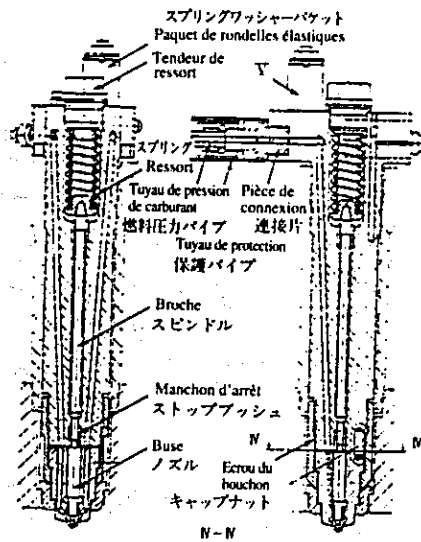 スプリングワッシャーパケット
Paquet de rondelles élastiques
Tendeur de
ressort
Y
スプリング
Ressort
Tuyau de pression
de carburant
燃料圧力パイプ
Pièce de
connexion
連接片
Tuyau de protection
保護パイプ
Broche
スピンドル
Manchon d'arrêt
ストップブッシュ
Buse
ノズル
IV
IV
Ecrou du
bouchon
キャップナット
IV-IV